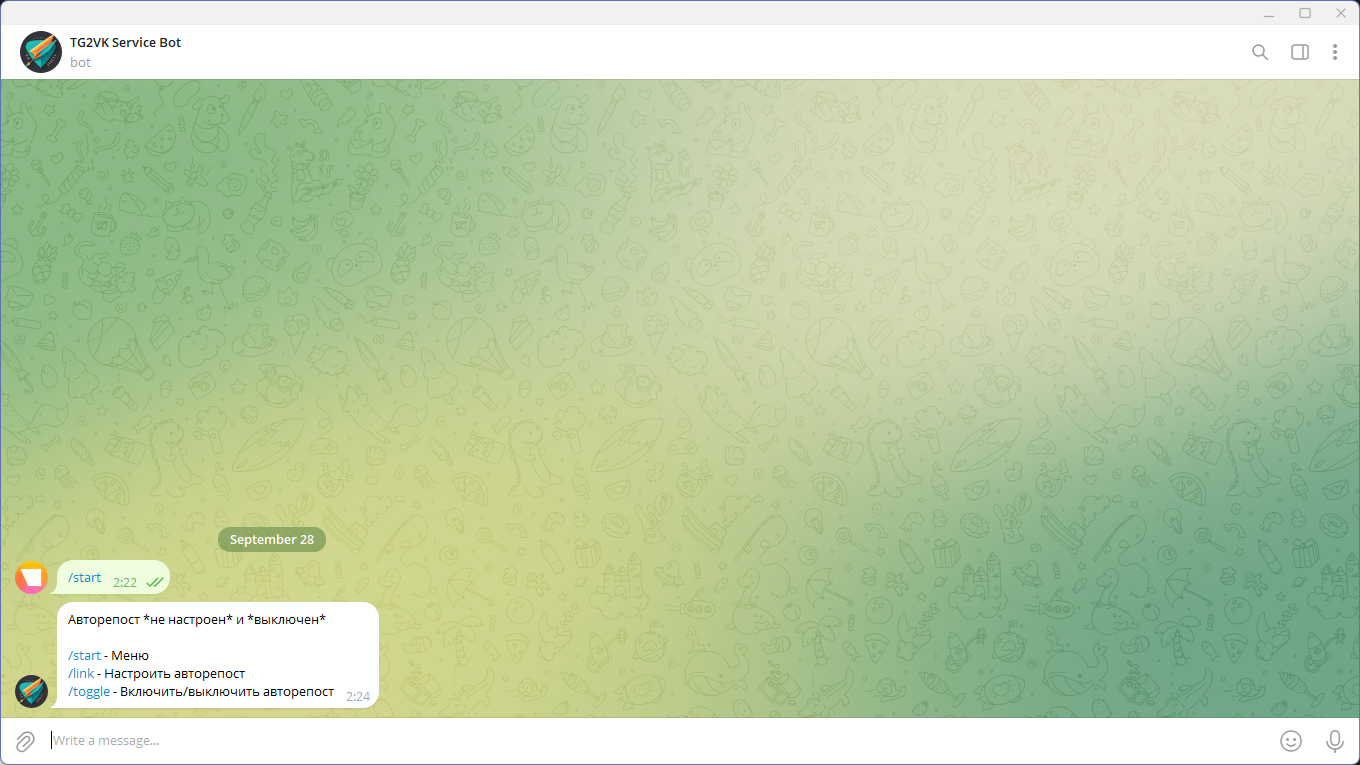 TG2VK Service Bot
bot
September 28
/start 2:22
Авторепост *не настроен* и *выключен*
/start - Меню
/link - Настроить авторепост
/toggle - Включить/выключить авторепост 2:24
Write a message...